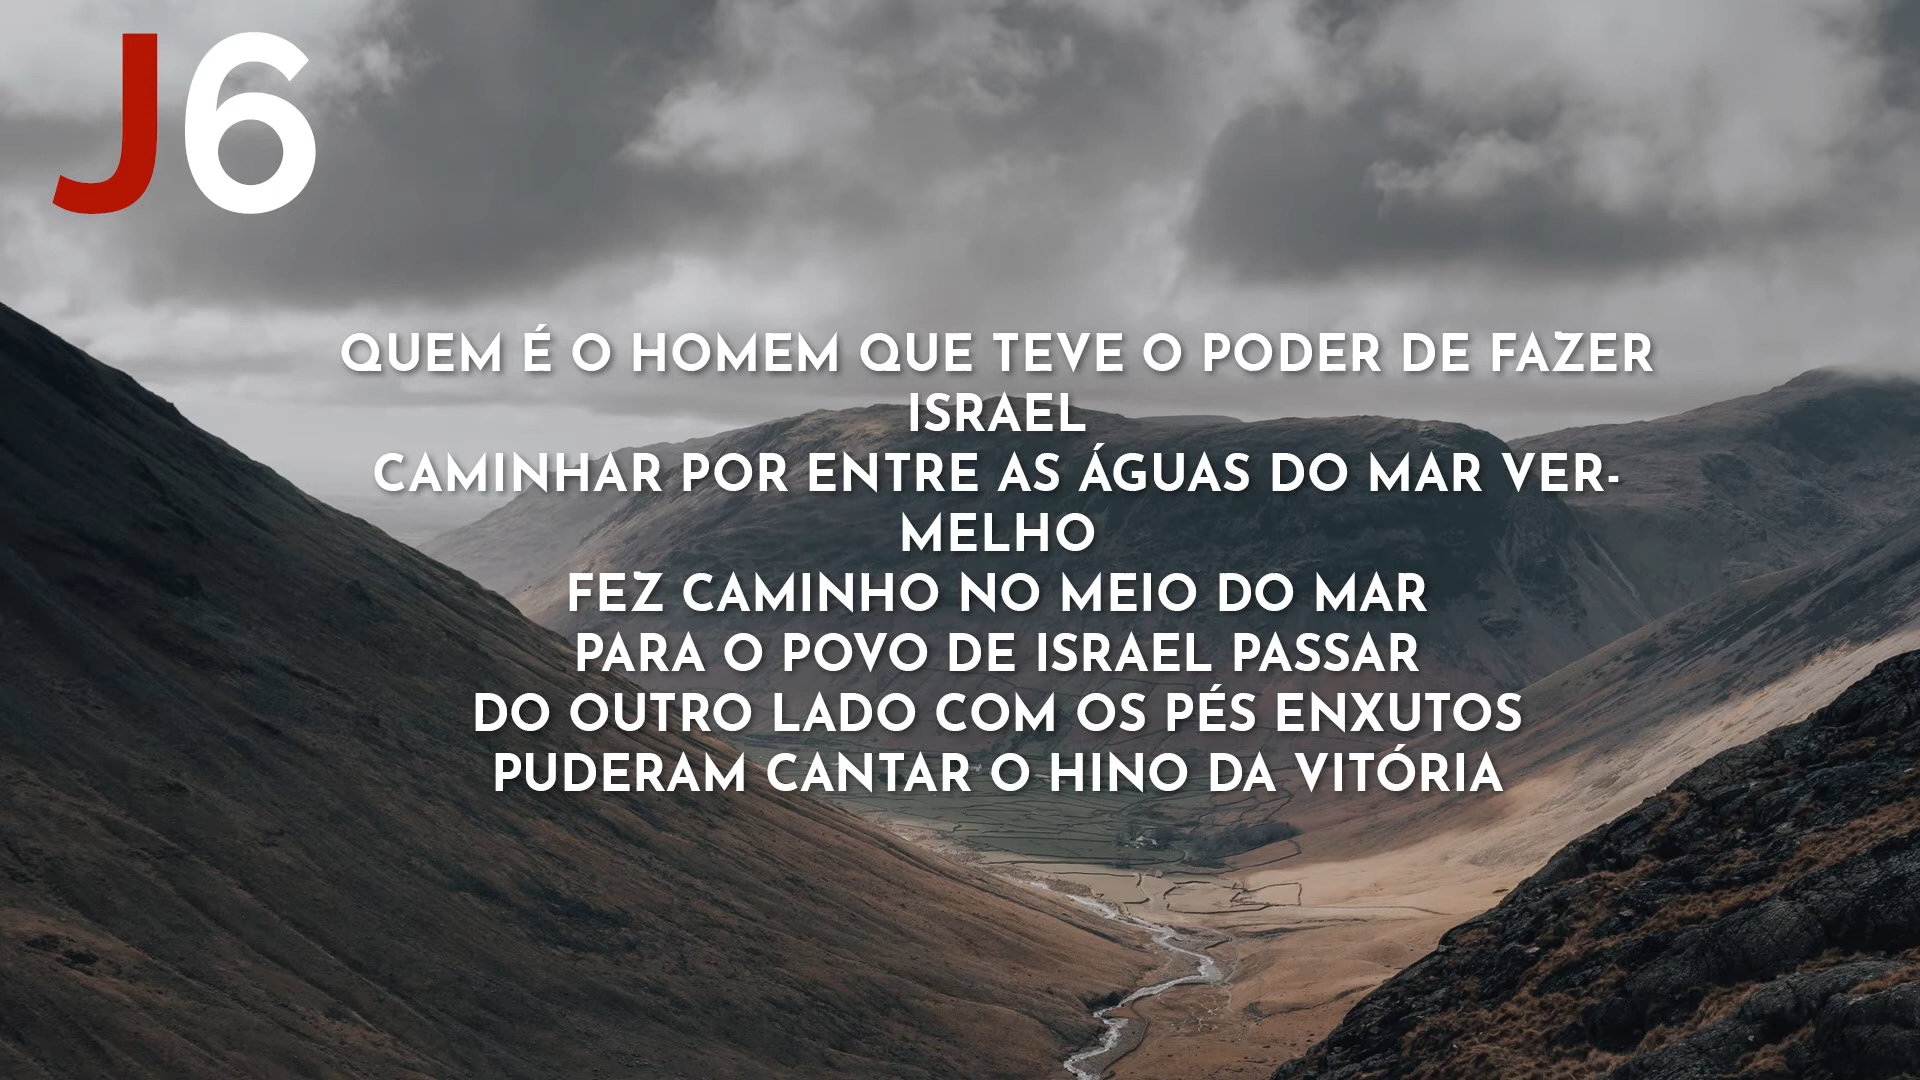 J6
QUEM É O HOMEM QUE TEVE O PODER DE FAZER
ISRAEL
CAMINHAR POR ENTRE AS ÁGUAS DO MAR VER-
MELHO
FEZ CAMINHO NO MEIO DO MAR
PARA O POVO DE ISRAEL PASSAR
DO OUTRO LADO COM OS PÉS ENXUTOS
PUDERAM CANTAR O HINO DA VITÓRIA